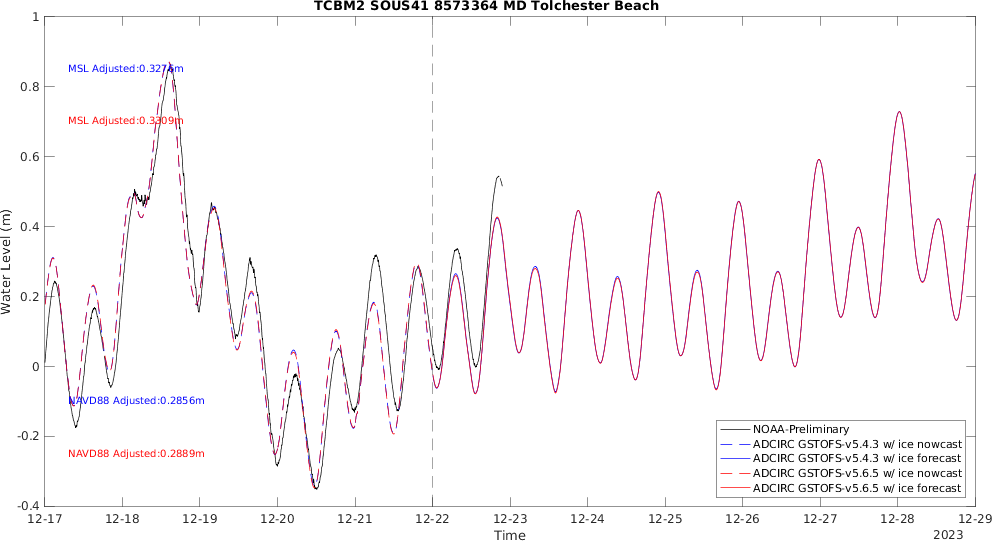 TCBM2 SOUS41 8573364 MD Tolchester Beach
Water Level (m)
1
0.8
0.6
0.4
0.2
0
-0.2
-0.4
MSL Adjusted:0.3275m
MSL Adjusted:0.3309m
NAVD88 Adjusted:0.2856m
NAVD88 Adjusted:0.2889m
NOAA-Preliminary
ADCIRC GSTOFS-v5.4.3 w/ ice nowcast
ADCIRC GSTOFS-v5.4.3 w/ ice forecast
ADCIRC GSTOFS-v5.6.5 w/ ice nowcast
ADCIRC GSTOFS-v5.6.5 w/ ice forecast
12-17 12-18 12-19 12-20 12-21 12-22 12-23 12-24 12-25 12-26 12-27 12-28 12-29
Time
2023